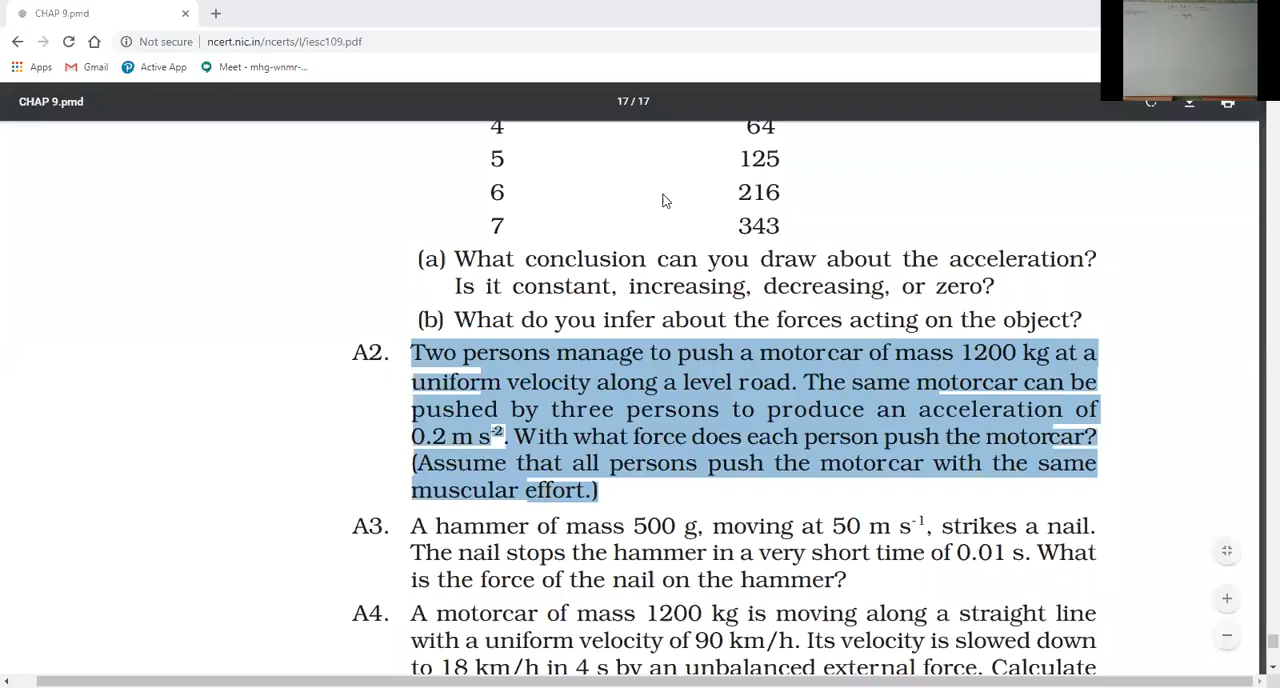 CHAP 9.pmd
Not secure ncert.nic.in/ncerts/l/iesc109.pdf
Apps Gmail Active App Meet - mhg-wnmr-...
CHAP 9.pmd 17 / 17
4 64
5 125
6 216
7 343
(a) What conclusion can you draw about the acceleration?
Is it constant, increasing, decreasing, or zero?
(b) What do you infer about the forces acting on the object?
A2. Two persons manage to push a motorcar of mass 1200 kg at a
uniform velocity along a level road. The same motorcar can be
pushed by three persons to produce an acceleration of
0.2 m s-2. With what force does each person push the motorcar?
(Assume that all persons push the motorcar with the same
muscular effort.)
A3. A hammer of mass 500 g, moving at 50 m s-1, strikes a nail.
The nail stops the hammer in a very short time of 0.01 s. What
is the force of the nail on the hammer?
A4. A motorcar of mass 1200 kg is moving along a straight line
with a uniform velocity of 90 km/h. Its velocity is slowed down
to 18 km/h in 4 s by an unbalanced external force. Calculate